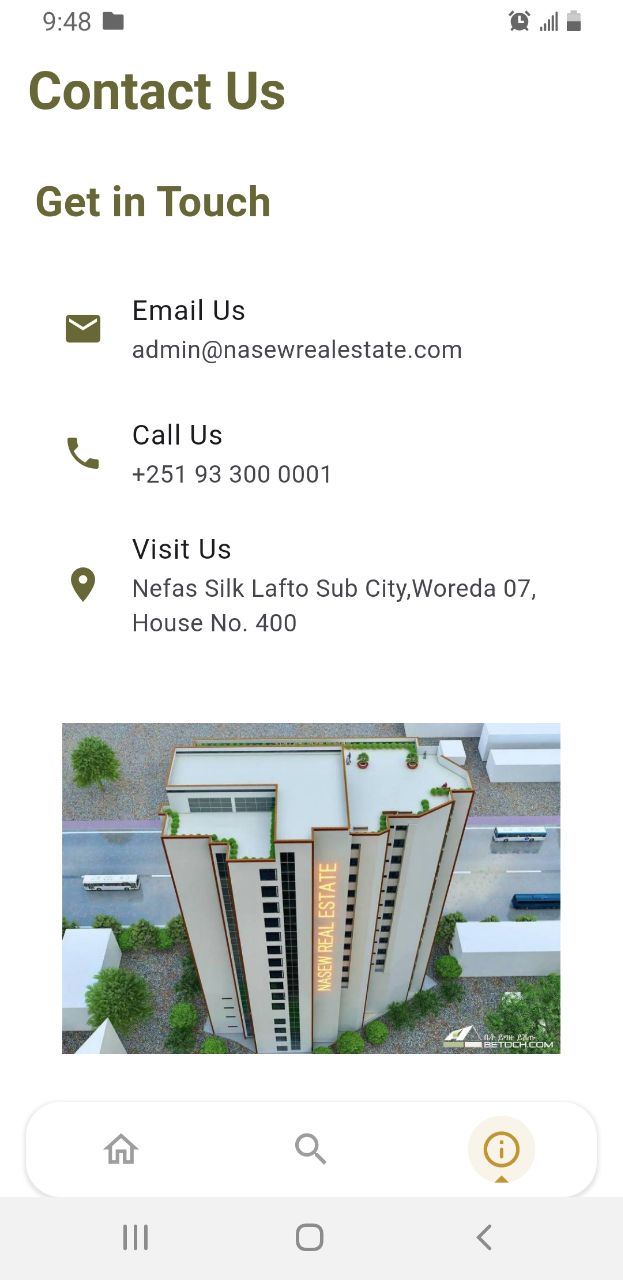 9:48
Contact Us
Get in Touch
Email Us
admin@nasewrealestate.com
Call Us
+251 93 300 0001
Visit Us
Nefas Silk Lafto Sub City,Woreda 07,
House No. 400
NASEW REAL ESTATE
BETOCH.COM